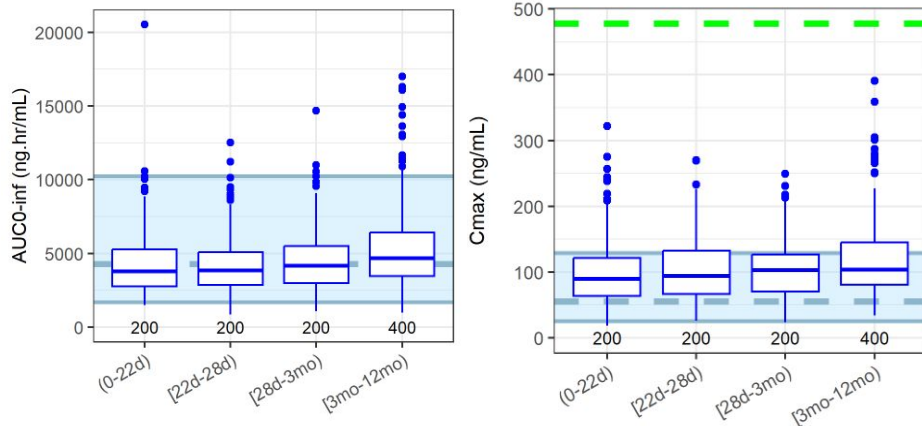 AUC0-inf (ng.hr/mL)
20000
15000
10000
5000
0
200
200
200
400
(0-22d)
[22d-28d)
[28d-3mo)
[3mo-12mo)
Cmax (ng/mL)
500
400
300
200
100
0
200
200
200
400
(0-22d)
[22d-28d)
[28d-3mo)
[3mo-12mo)